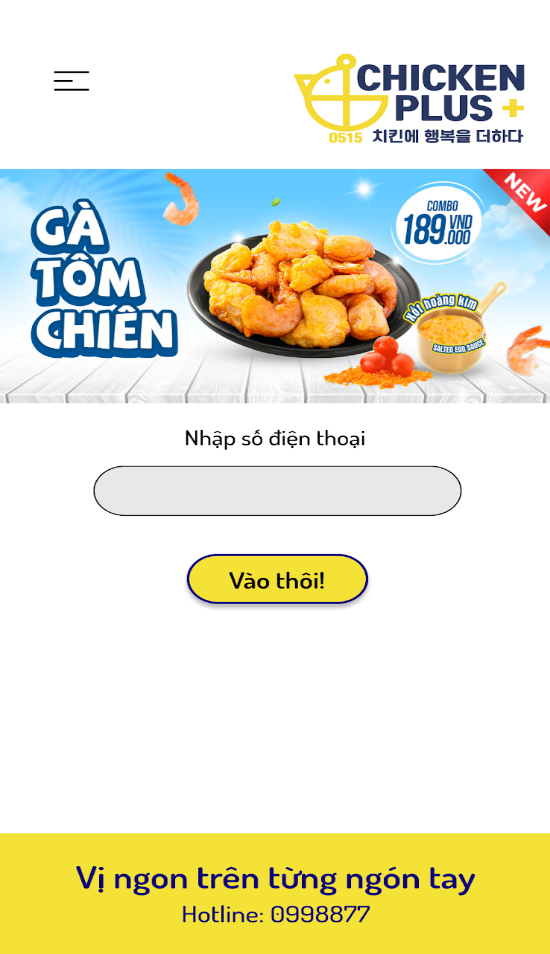 CHICKEN
PLUS +
0515 치킨에 행복을 더하다
NEW
COMBO
189.000 VND
GÀ
TÔM
CHIÊN
XỐT hoàng kim
SALTED EGG SAUCE
Nhập số điện thoại
Vào thôi!
Vị ngon trên từng ngón tay
Hotline: 0998877